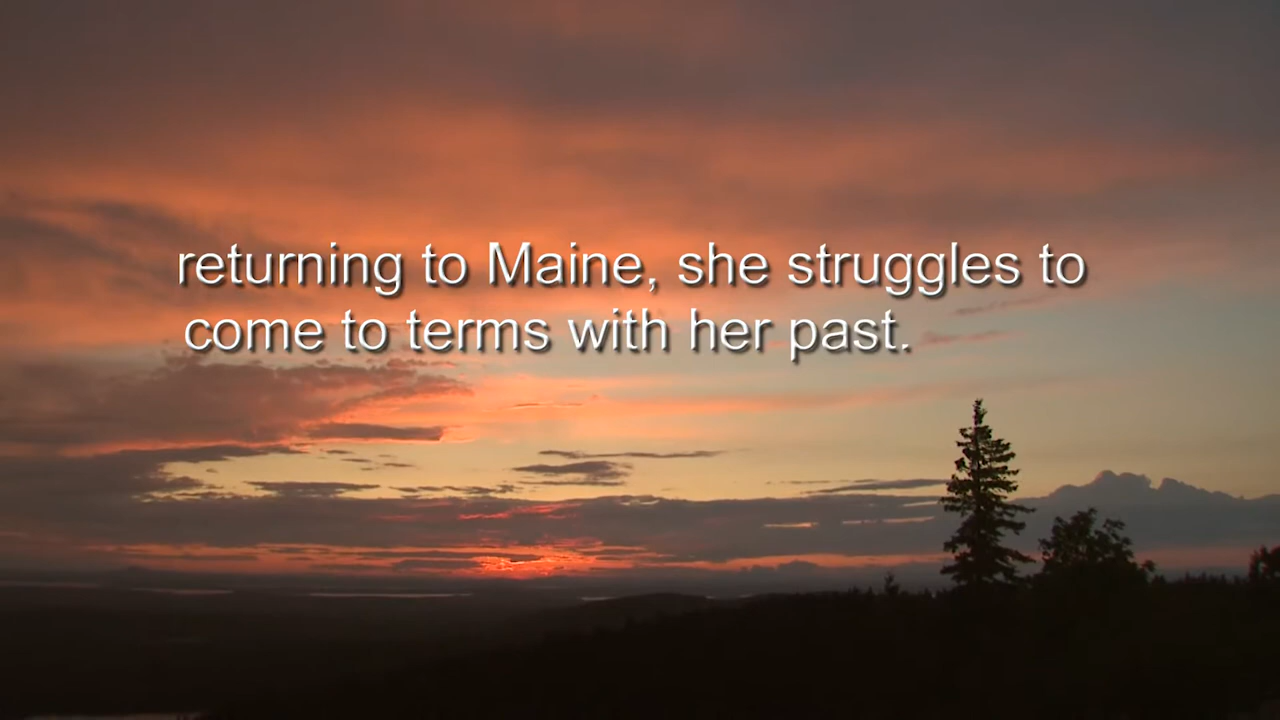 returning to Maine, she struggles to
come to terms with her past.